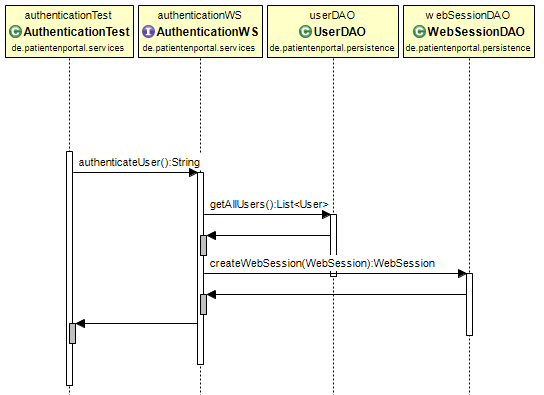 authenticationTest
C AuthenticationTest
de.patientenportal.services
authenticationWS
I AuthenticationWS
de.patientenportal.services
userDAO
C UserDAO
de.patientenportal.persistence
webSessionDAO
C WebSessionDAO
de.patientenportal.persistence
authenticateUser():String
getAllUsers():List<User>
createWebSession(WebSession):WebSession